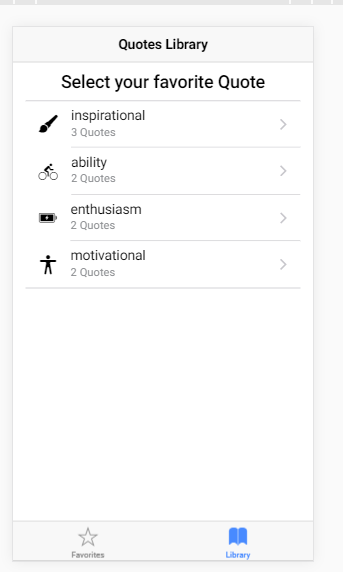 Quotes Library
Select your favorite Quote
inspirational
3 Quotes
ability
2 Quotes
enthusiasm
2 Quotes
motivational
2 Quotes
Favorites
Library